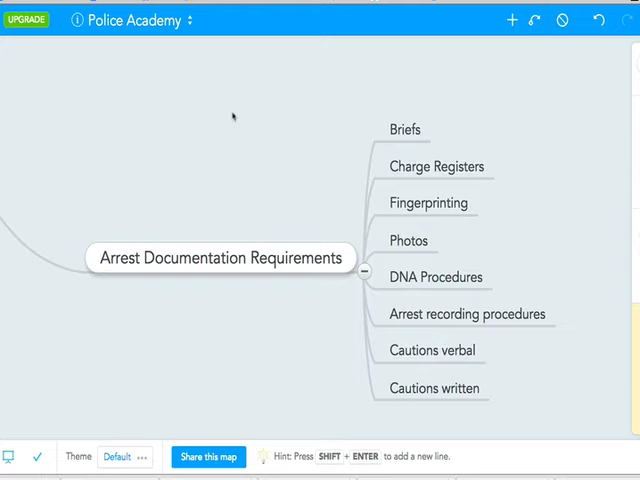 UPGRADE
Police Academy
Briefs
Charge Registers
Fingerprinting
Photos
Arrest Documentation Requirements
DNA Procedures
Arrest recording procedures
Cautions verbal
Cautions written
Theme Default ... Share this map Hint: Press SHIFT + ENTER to add a new line.